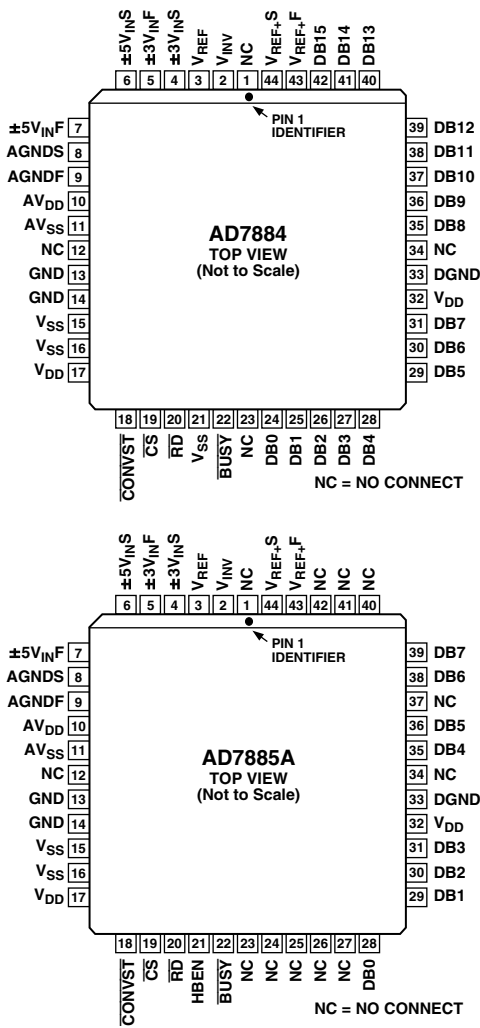 ±5VINS
±3VINF
±3VINS
VREF
VINV
NC
VREF+S
VREF+F
DB15
DB14
DB13
6 5 4 3 2 1 44 43 42 41 40
PIN 1
IDENTIFIER
±5VINF 7
AGNDS 8
AGNDF 9
AVDD 10
AVSS 11
NC 12
GND 13
GND 14
VSS 15
VSS 16
VDD 17
AD7884
TOP VIEW
(Not to Scale)
39 DB12
38 DB11
37 DB10
36 DB9
35 DB8
34 NC
33 DGND
32 VDD
31 DB7
30 DB6
29 DB5
18 19 20 21 22 23 24 25 26 27 28
CONVST
CS
RD
VSS
BUSY
NC
DB0
DB1
DB2
DB3
DB4
NC = NO CONNECT
±5VINS
±3VINF
±3VINS
VREF
VINV
NC
VREF+S
VREF+F
NC
NC
NC
6 5 4 3 2 1 44 43 42 41 40
PIN 1
IDENTIFIER
±5VINF 7
AGNDS 8
AGNDF 9
AVDD 10
AVSS 11
NC 12
GND 13
GND 14
VSS 15
VSS 16
VDD 17
AD7885A
TOP VIEW
(Not to Scale)
39 DB7
38 DB6
37 NC
36 DB5
35 DB4
34 NC
33 DGND
32 VDD
31 DB3
30 DB2
29 DB1
18 19 20 21 22 23 24 25 26 27 28
CONVST
CS
RD
HBEN
BUSY
NC
NC
NC
NC
NC
DB0
NC = NO CONNECT